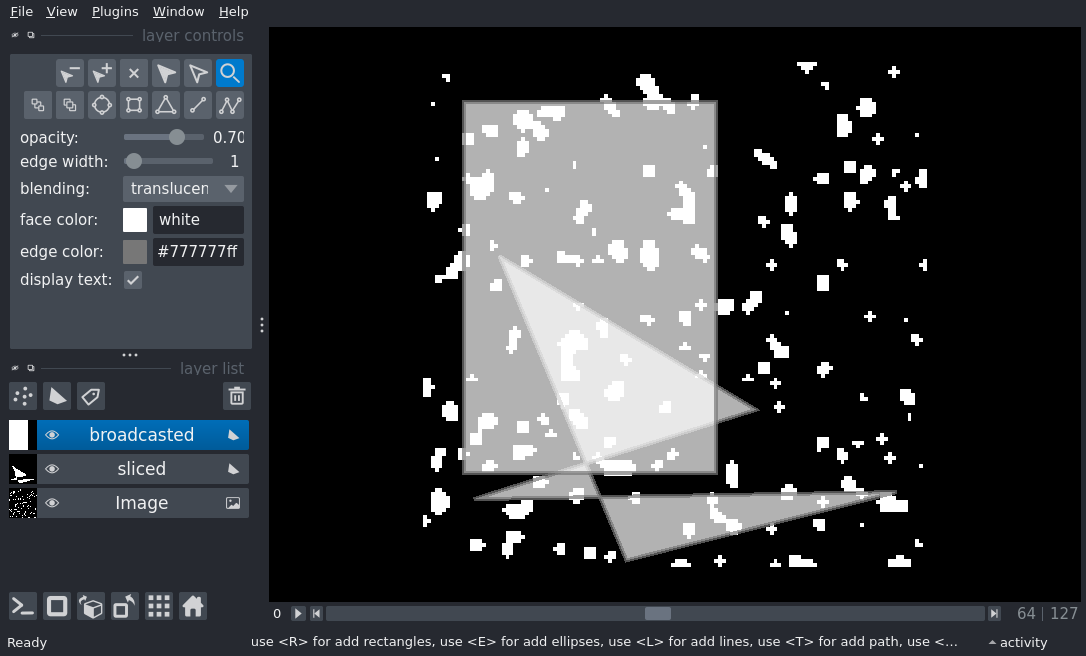 File View Plugins Window Help
layer controls
opacity: 0.70
edge width: 1
blending: translucen
face color: white
edge color: #777777ff
display text:
layer list
broadcasted
sliced
Image
0 64 127
Ready use <R> for add rectangles, use <E> for add ellipses, use <L> for add lines, use <T> for add path, use <... activity